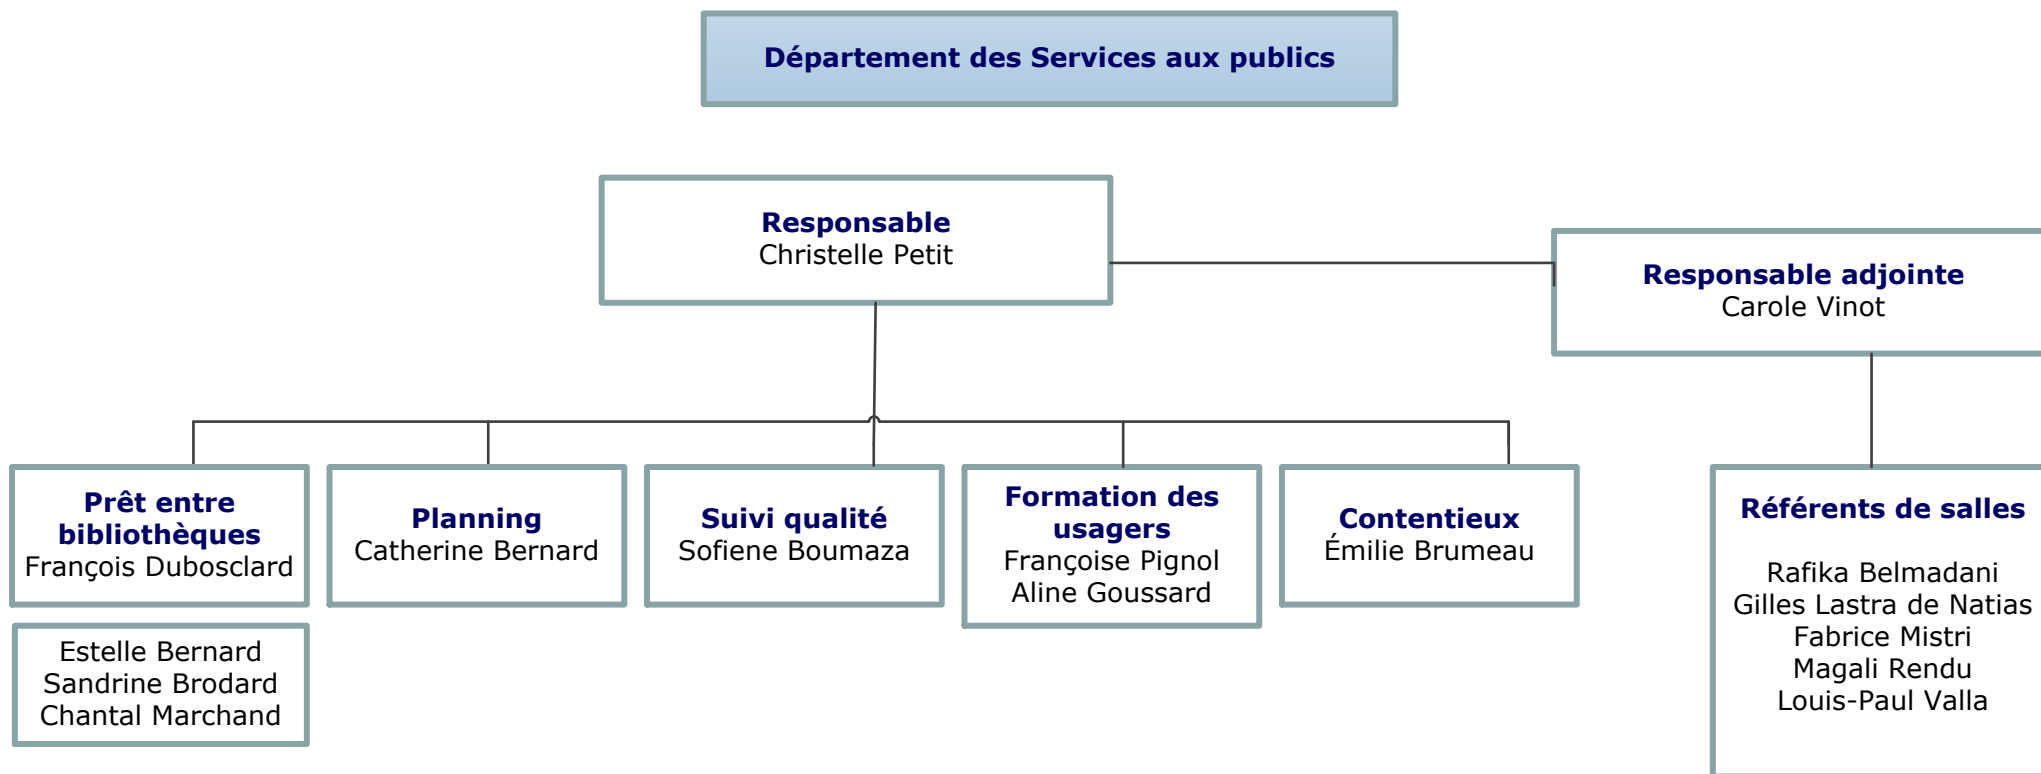 Département des Services aux publics
Responsable
Christelle Petit
Responsable adjointe
Carole Vinot
Prêt entre
bibliothèques
François Dubosclard
Estelle Bernard
Sandrine Brodard
Chantal Marchand
Planning
Catherine Bernard
Suivi qualité
Sofiene Boumaza
Formation des
usagers
Françoise Pignol
Aline Goussard
Contentieux
Émilie Brumeau
Référents de salles
Rafika Belmadani
Gilles Lastra de Natias
Fabrice Mistri
Magali Rendu
Louis-Paul Valla